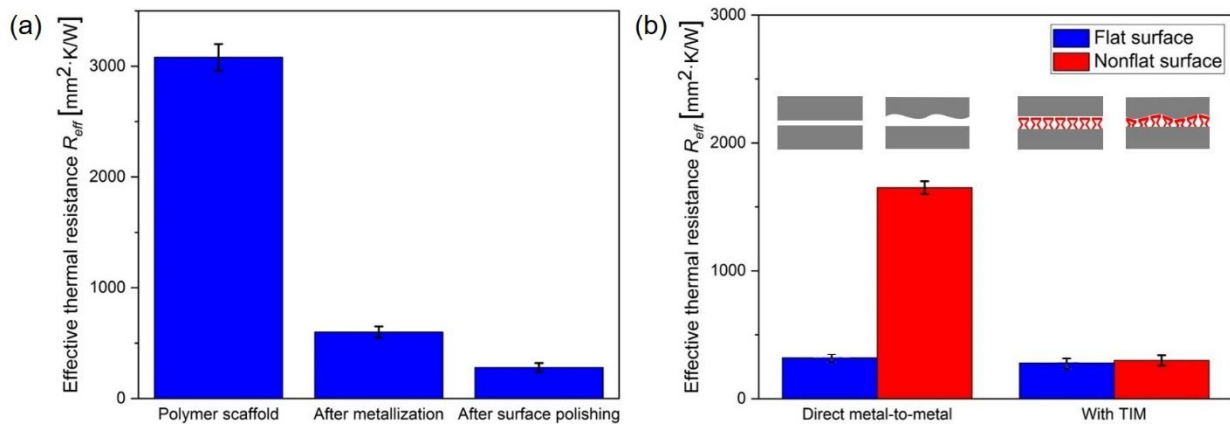 (a)
Effective thermal resistance R_eff [mm²·K/W]
3000
2000
1000
0
Polymer scaffold
After metallization
After surface polishing
(b)
Effective thermal resistance R_eff [mm²·K/W]
3000
2000
1000
0
Flat surface
Nonflat surface
Direct metal-to-metal
With TIM